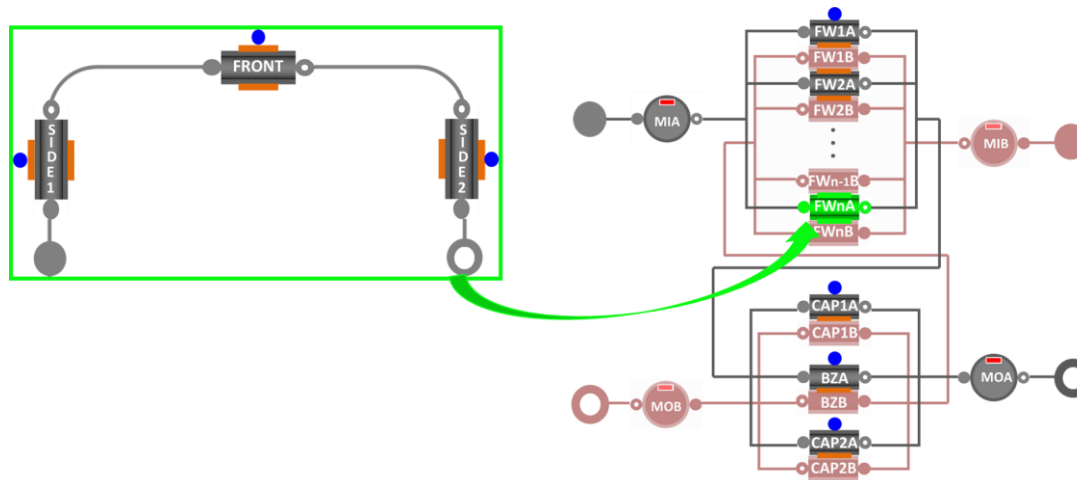 FRONT
SIDE1
SIDE2
FW1A
FW1B
FW2A
FW2B
MIA
MIB
FWn-1B
FWnA
FWnB
CAP1A
CAP1B
BZA
MOA
BZB
MOB
CAP2A
CAP2B